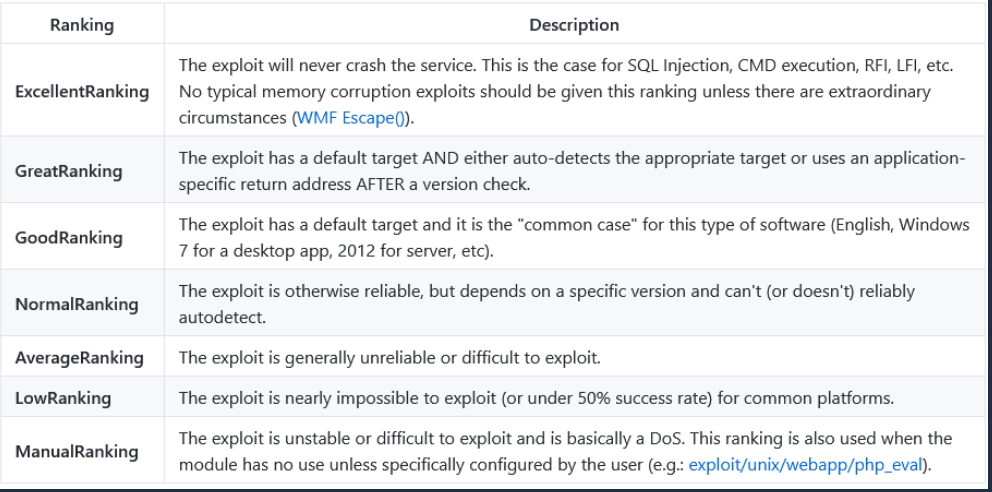 Ranking Description
ExcellentRanking
The exploit will never crash the service. This is the case for SQL Injection, CMD execution, RFI, LFI, etc.
No typical memory corruption exploits should be given this ranking unless there are extraordinary
circumstances (WMF Escape()).
GreatRanking
The exploit has a default target AND either auto-detects the appropriate target or uses an application-
specific return address AFTER a version check.
GoodRanking
The exploit has a default target and it is the "common case" for this type of software (English, Windows
7 for a desktop app, 2012 for server, etc).
NormalRanking
The exploit is otherwise reliable, but depends on a specific version and can't (or doesn't) reliably
autodetect.
AverageRanking The exploit is generally unreliable or difficult to exploit.
LowRanking The exploit is nearly impossible to exploit (or under 50% success rate) for common platforms.
ManualRanking
The exploit is unstable or difficult to exploit and is basically a DoS. This ranking is also used when the
module has no use unless specifically configured by the user (e.g.: exploit/unix/webapp/php_eval).